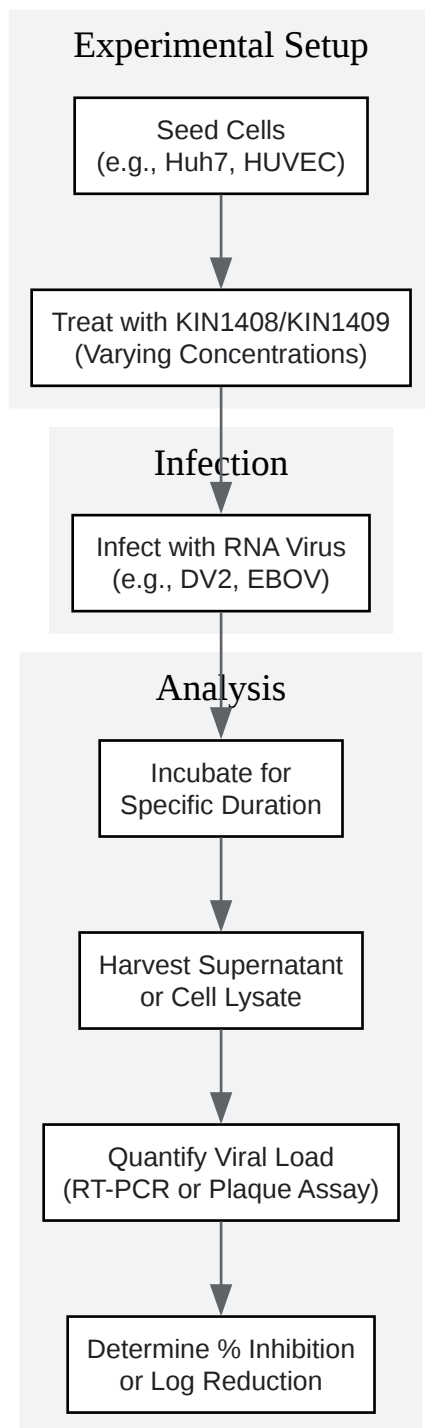 Experimental Setup
Seed Cells
(e.g., Huh7, HUVEC)
Treat with KIN1408/KIN1409
(Varying Concentrations)
Infection
Infect with RNA Virus
(e.g., DV2, EBOV)
Analysis
Incubate for
Specific Duration
Harvest Supernatant
or Cell Lysate
Quantify Viral Load
(RT-PCR or Plaque Assay)
Determine % Inhibition
or Log Reduction